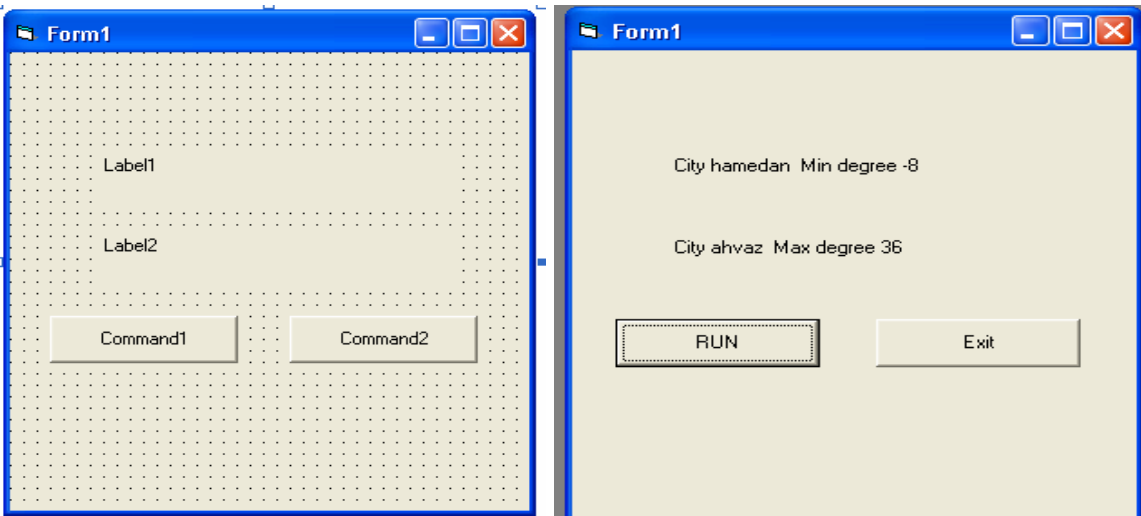 Form1
Label1
Label2
Command1 Command2
Form1
City hamedan Min degree -8
City ahvaz Max degree 36
RUN Exit